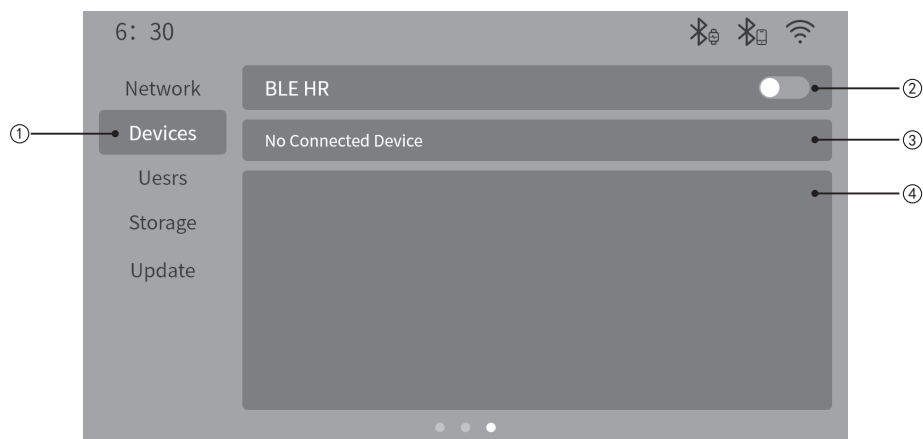 6: 30
Network
BLE HR
②
① Devices
No Connected Device
③
Uesrs
④
Storage
Update